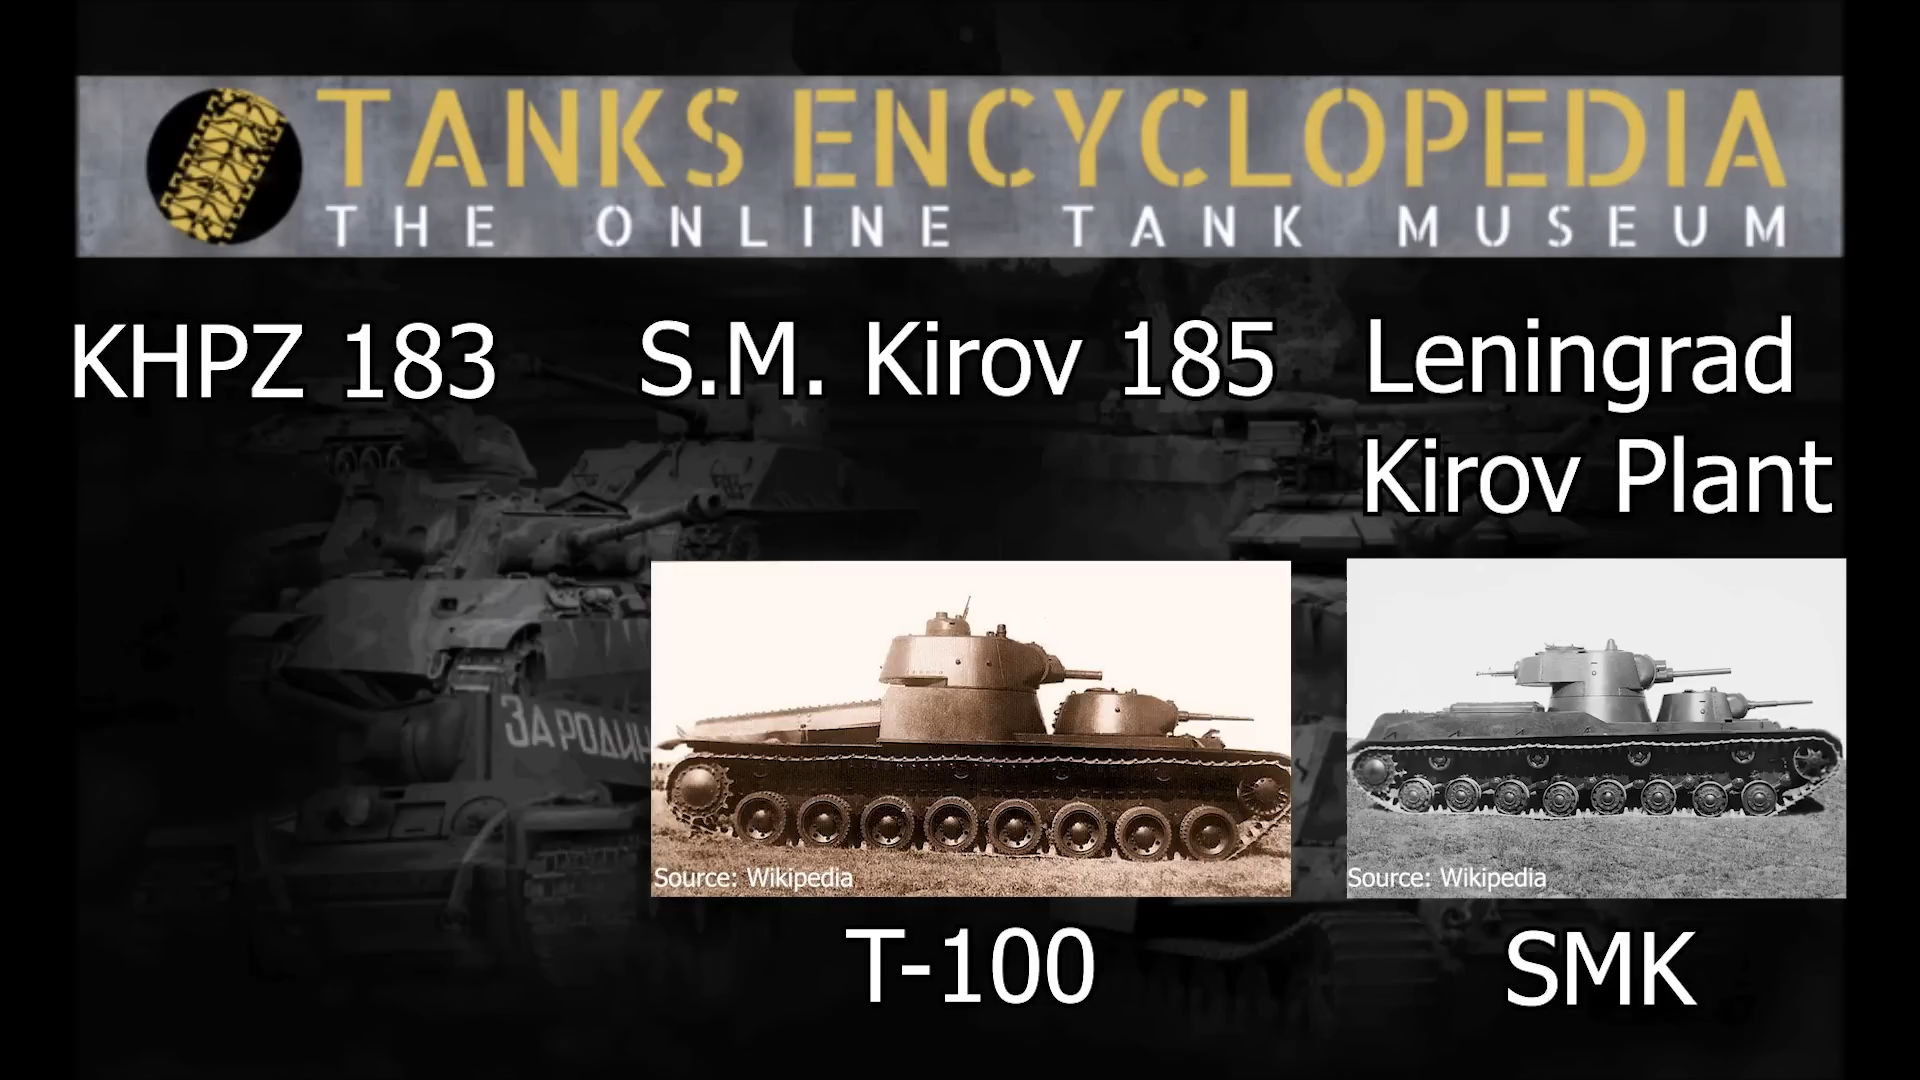 TANKS ENCYCLOPEDIA
THE ONLINE TANK MUSEUM
KHPZ 183
S.M. Kirov 185
Leningrad
Kirov Plant
ЗА РОДИН
Source: Wikipedia
Source: Wikipedia
T-100
SMK